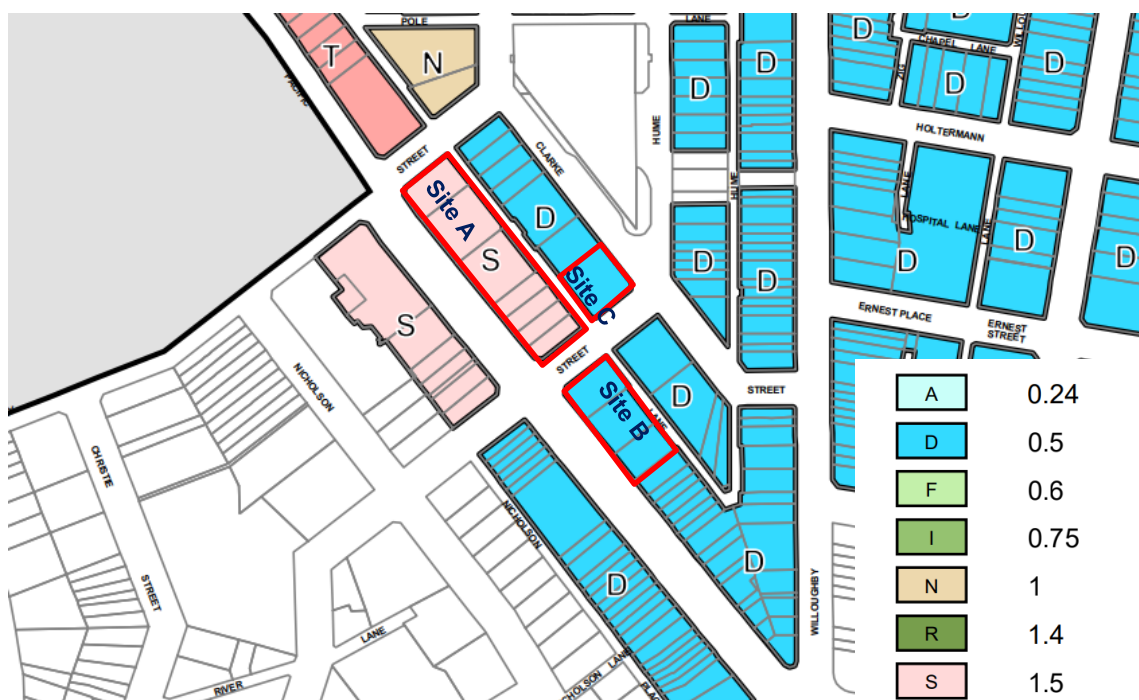 POLE
LANE
D
D
D
CHAPEL LANE
ZIG
T
N
D
D
D
D
PACIFIC
HUME
HOLTERMANN
STREET
CLARKE
Site A
D
HUME
LANE
HOSPITAL LANE
LANE
S
D
D
D
D
D
D
Site C
S
ERNEST PLACE
ERNEST
STREET
STREET
NICHOLSON
Site B
LANE
D
STREET
CHRISTIE
NICHOLSON
D
D
STREET
LANE
RIVER
WILLOUGHBY
A 0.24
D 0.5
F 0.6
I 0.75
N 1
R 1.4
S 1.5